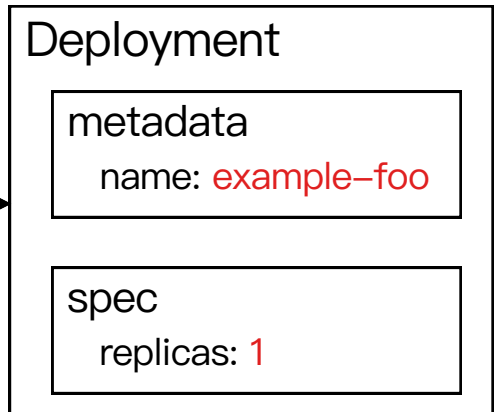 Deployment
metadata
name: example-foo
spec
replicas: 1